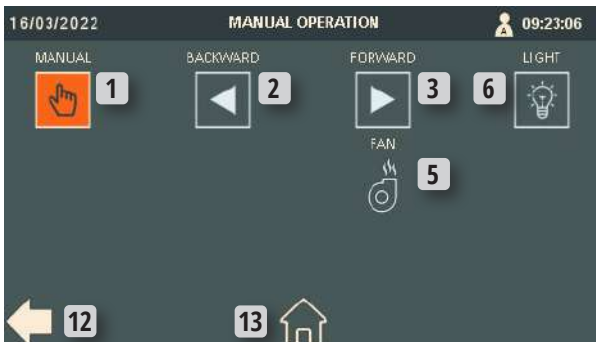 16/03/2022 MANUAL OPERATION A 09:23:06
MANUAL BACKWARD FORWARD LIGHT
1 2 3 6
FAN
5
12 13